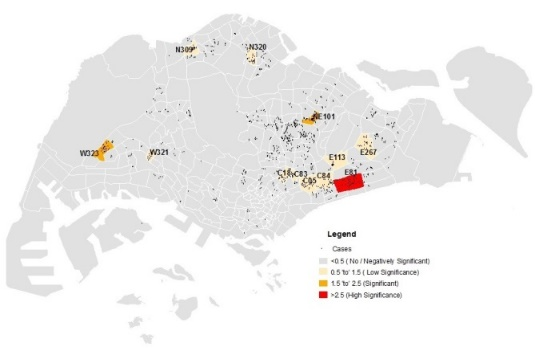 N309
N320
NE101
W323
W321
E267
E113
C83
C84
E81
Legend
Cases
<0.5 ( No / Negatively Significant)
0.5 'to' 1.5 ( Low Significance)
1.5 'to' 2.5 (Significant)
>2.5 (High Significance)